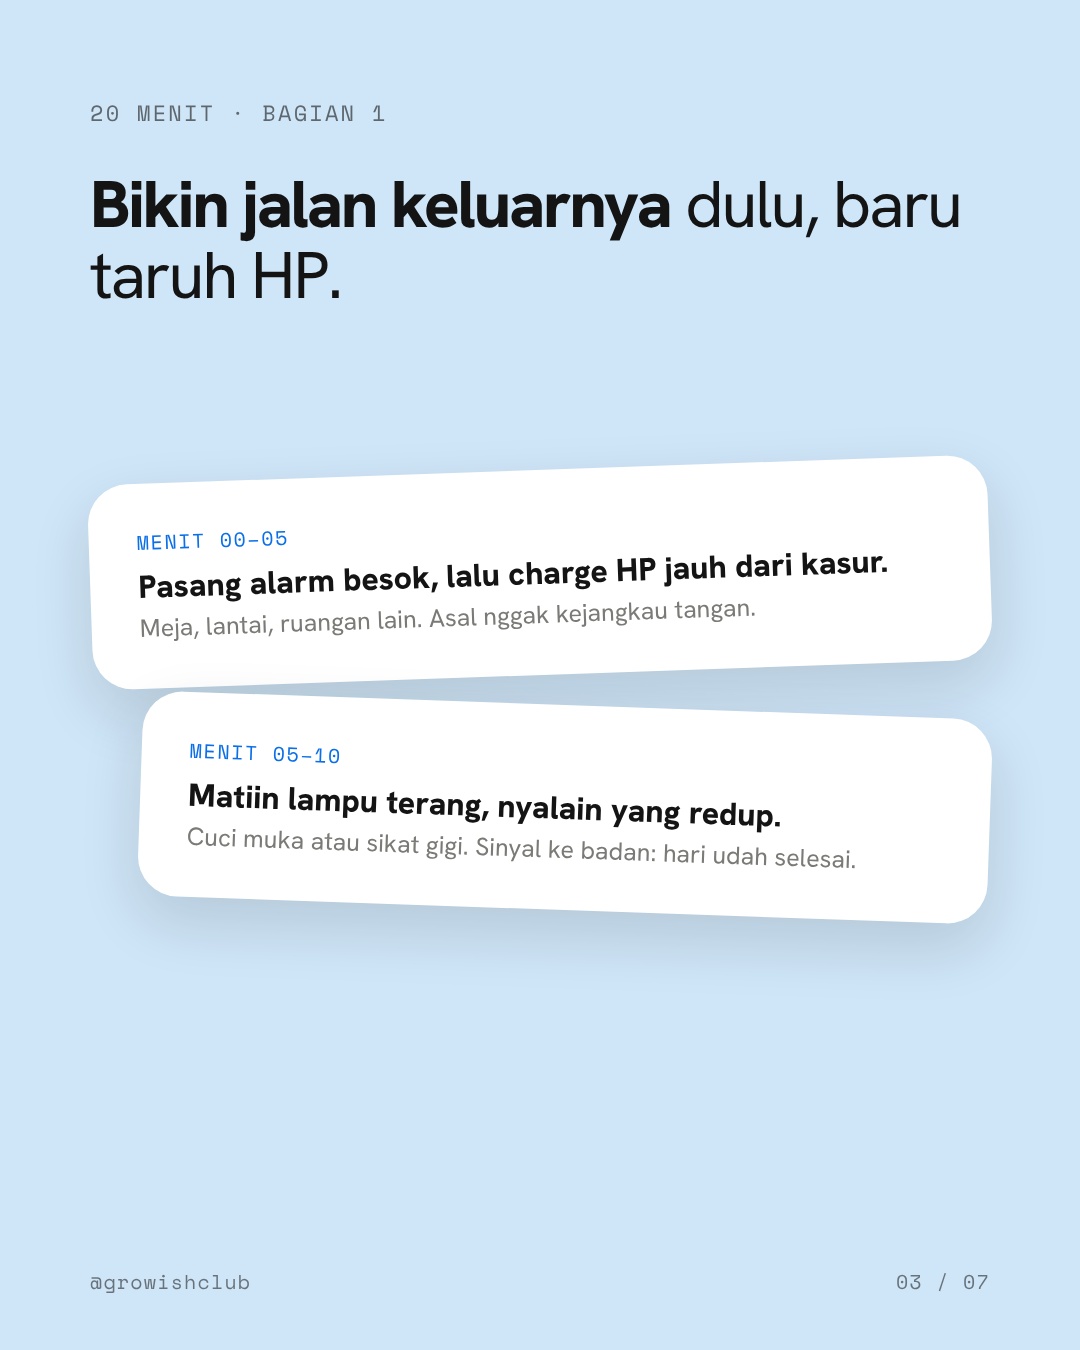 20 MENIT · BAGIAN 1
Bikin jalan keluarnya dulu, baru
taruh HP.
MENIT 00–05
Pasang alarm besok, lalu charge HP jauh dari kasur.
Meja, lantai, ruangan lain. Asal nggak kejangkau tangan.
MENIT 05–10
Matiin lampu terang, nyalain yang redup.
Cuci muka atau sikat gigi. Sinyal ke badan: hari udah selesai.
@growishclub
03 / 07